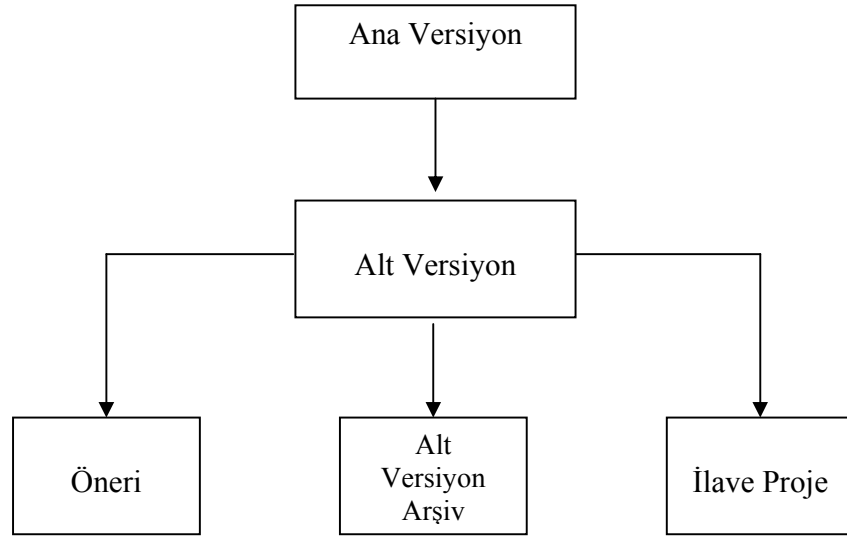 Ana Versiyon
Alt Versiyon
Öneri
Alt
Versiyon
Arşiv
İlave Proje